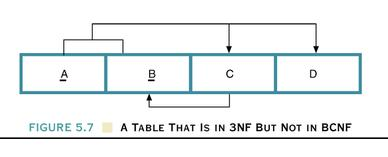 A B C D
FIGURE 5.7 A TABLE THAT IS IN 3NF BUT NOT IN BCNF